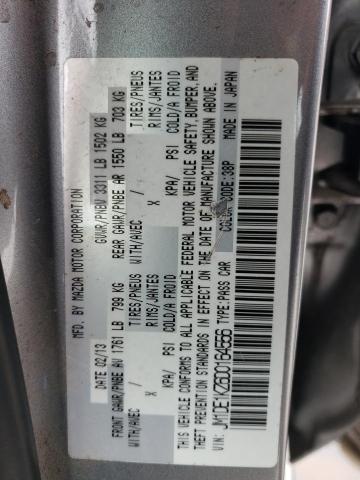 MFD. BY MAZDA MOTOR CORPORATION
DATE 02/13 GVWR/PNBV 3311 LB 1502 KG
FRONT GAWR/PNBE AV 1761 LB 799 KG REAR GAWR/PNBE AR 1550 LB 703 KG
WITH/AVEC TIRES/PNEUS WITH/AVEC TIRES/PNEUS
X RIMS/JANTES X RIMS/JANTES
KPA/ PSI COLD/A FROID KPA/ PSI COLD/A FROID
THIS VEHICLE CONFORMS TO ALL APPLICABLE FEDERAL MOTOR VEHICLE SAFETY, BUMPER, AND
THEFT PREVENTION STANDARDS IN EFFECT ON THE DATE OF MANUFACTURE SHOWN ABOVE.
VIN: TYPE:PASS CAR COLOR CODE:38P MADE IN JAPAN
JM1DE1KZ6D0164566